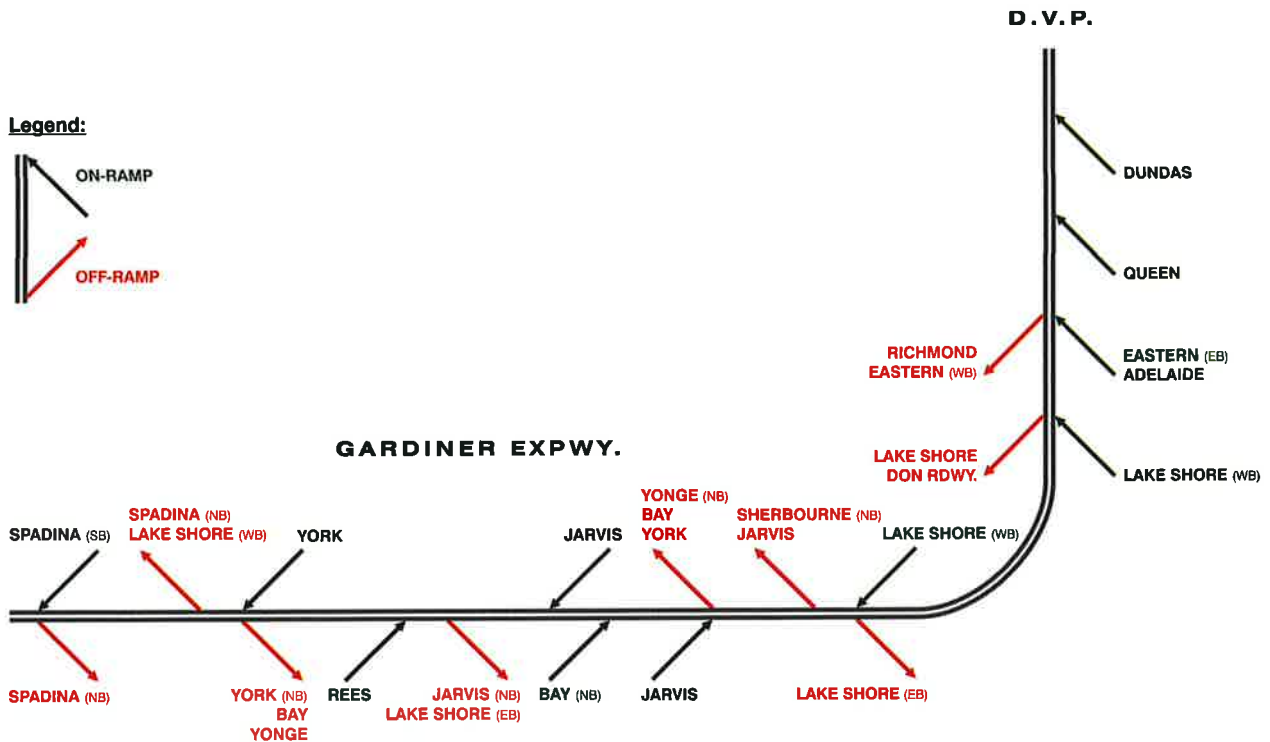 D.V.P.
Legend:
ON-RAMP
OFF-RAMP
DUNDAS
QUEEN
RICHMOND
EASTERN (WB)
EASTERN (EB)
ADELAIDE
GARDINER EXPWY.
LAKE SHORE
DON RDWY.
LAKE SHORE (WB)
SPADINA (SB)
SPADINA (NB)
LAKE SHORE (WB)
YORK
JARVIS
YONGE (NB)
BAY
YORK
SHERBOURNE (NB)
JARVIS
LAKE SHORE (WB)
SPADINA (NB)
YORK (NB)
BAY
YONGE
REES
JARVIS (NB)
LAKE SHORE (EB)
BAY (NB)
JARVIS
LAKE SHORE (EB)